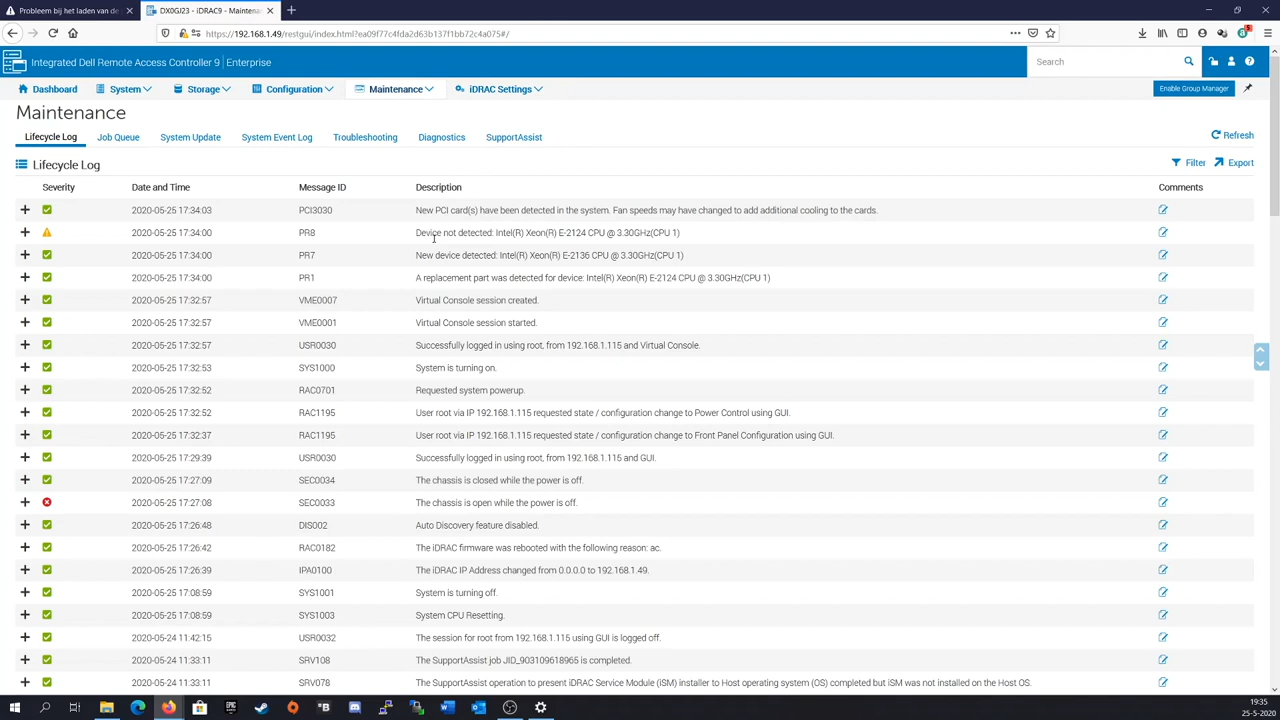 Probleem bij het laden van de
DX0GJ23 - iDRAC9 - Maintena
https://192.168.1.49/restgui/index.html?ea09f77c4fda2d63b137f1bb72c4a075#/
Integrated Dell Remote Access Controller 9 | Enterprise
Search
Dashboard
System
Storage
Configuration
Maintenance
iDRAC Settings
Enable Group Manager
Maintenance
Lifecycle Log
Job Queue
System Update
System Event Log
Troubleshooting
Diagnostics
SupportAssist
Refresh
Lifecycle Log
Filter
Export
Severity Date and Time Message ID Description Comments
2020-05-25 17:34:03 PCI3030 New PCI card(s) have been detected in the system. Fan speeds may have changed to add additional cooling to the cards.
2020-05-25 17:34:00 PR8 Device not detected: Intel(R) Xeon(R) E-2124 CPU @ 3.30GHz(CPU 1)
2020-05-25 17:34:00 PR7 New device detected: Intel(R) Xeon(R) E-2136 CPU @ 3.30GHz(CPU 1)
2020-05-25 17:34:00 PR1 A replacement part was detected for device: Intel(R) Xeon(R) E-2124 CPU @ 3.30GHz(CPU 1)
2020-05-25 17:32:57 VME0007 Virtual Console session created.
2020-05-25 17:32:57 VME0001 Virtual Console session started.
2020-05-25 17:32:57 USR0030 Successfully logged in using root, from 192.168.1.115 and Virtual Console.
2020-05-25 17:32:53 SYS1000 System is turning on.
2020-05-25 17:32:52 RAC0701 Requested system powerup.
2020-05-25 17:32:52 RAC1195 User root via IP 192.168.1.115 requested state / configuration change to Power Control using GUI.
2020-05-25 17:32:37 RAC1195 User root via IP 192.168.1.115 requested state / configuration change to Front Panel Configuration using GUI.
2020-05-25 17:29:39 USR0030 Successfully logged in using root, from 192.168.1.115 and GUI.
2020-05-25 17:27:09 SEC0034 The chassis is closed while the power is off.
2020-05-25 17:27:08 SEC0033 The chassis is open while the power is off.
2020-05-25 17:26:48 DIS002 Auto Discovery feature disabled.
2020-05-25 17:26:42 RAC0182 The iDRAC firmware was rebooted with the following reason: ac.
2020-05-25 17:26:39 IPA0100 The iDRAC IP Address changed from 0.0.0.0 to 192.168.1.49.
2020-05-25 17:08:59 SYS1001 System is turning off.
2020-05-25 17:08:59 SYS1003 System CPU Resetting.
2020-05-24 11:42:15 USR0032 The session for root from 192.168.1.115 using GUI is logged off.
2020-05-24 11:33:11 SRV108 The SupportAssist job JID_903109618965 is completed.
2020-05-24 11:33:11 SRV078 The SupportAssist operation to present iDRAC Service Module (iSM) installer to Host operating system (OS) completed but iSM was not installed on the Host OS.
19:35
25-5-2020